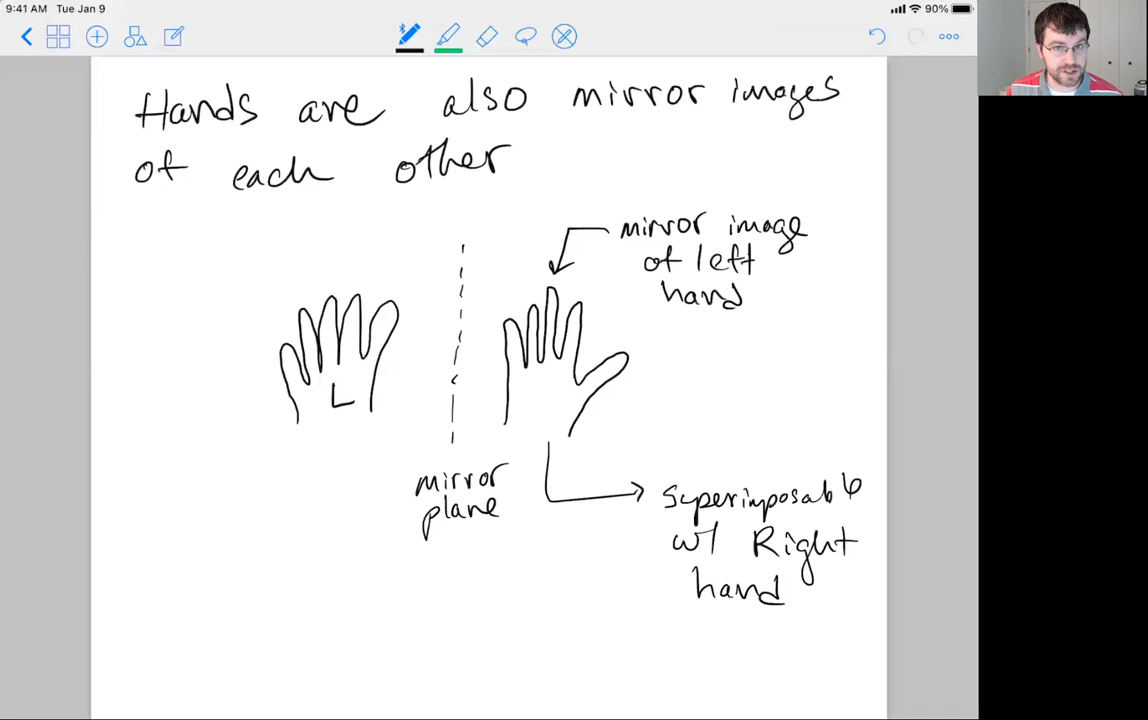 9:41 AM Tue Jan 9
90%
Hands are also mirror images
of each other
mirror image
of left
hand
L
mirror
plane
superimposable
w/ Right
hand